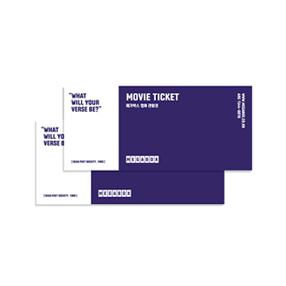 "WHAT
WILL YOUR
VERSE BE?"
[ DEAD POET SOCIETY, 1989 ]
MOVIE TICKET
메가박스 영화 관람권
MEGABOX
WWW.MEGABOX.CO.KR
"WHAT
WILL YOUR
VERSE BE?"
[ DEAD POET SOCIETY, 1989 ]
MEGABOX